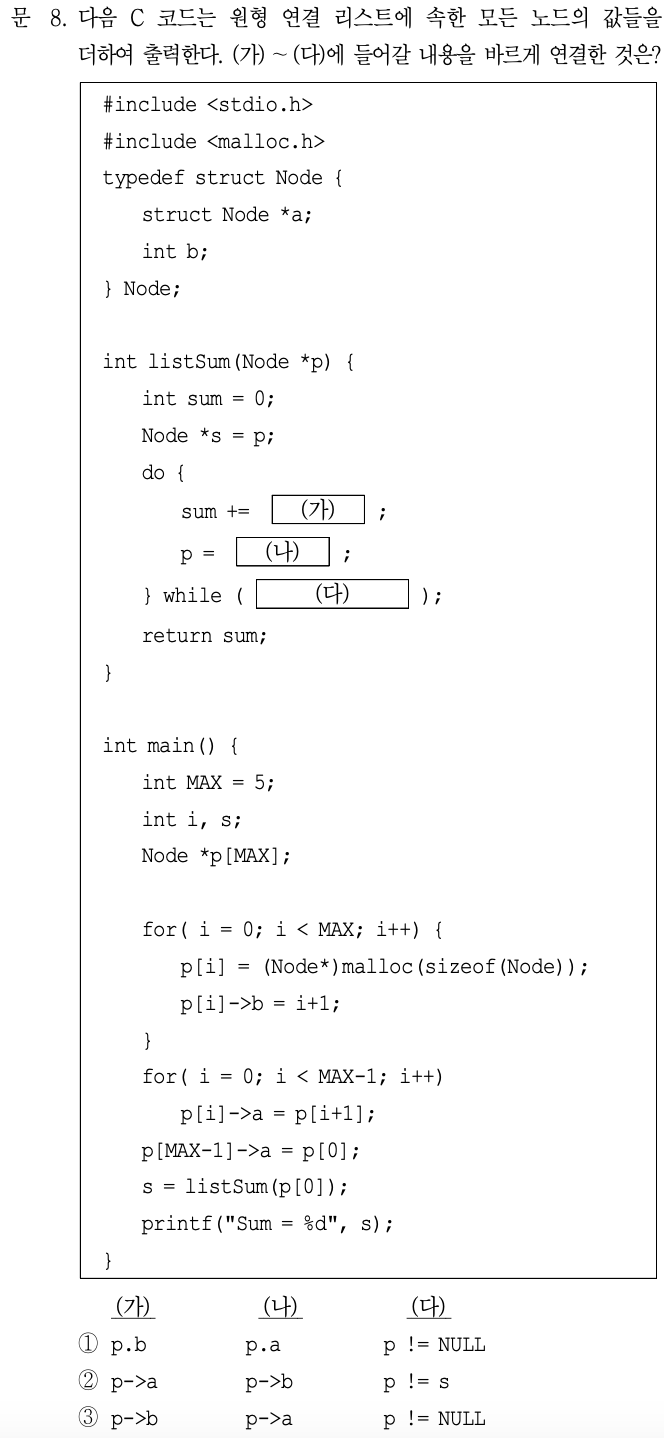 문 8. 다음 C 코드는 원형 연결 리스트에 속한 모든 노드의 값들을
더하여 출력한다. (가) ~ (다)에 들어갈 내용을 바르게 연결한 것은?
#include <stdio.h>
#include <malloc.h>
typedef struct Node {
struct Node *a;
int b;
} Node;
int listSum(Node *p) {
int sum = 0;
Node *s = p;
do {
sum += (가) ;
p = (나) ;
} while ( (다) );
return sum;
}
int main() {
int MAX = 5;
int i, s;
Node *p[MAX];
for( i = 0; i < MAX; i++) {
p[i] = (Node*)malloc(sizeof(Node));
p[i]->b = i+1;
}
for( i = 0; i < MAX-1; i++)
p[i]->a = p[i+1];
p[MAX-1]->a = p[0];
s = listSum(p[0]);
printf("Sum = %d", s);
}
(가) (나) (다)
① p.b p.a p != NULL
② p->a p->b p != s
③ p->b p->a p != NULL